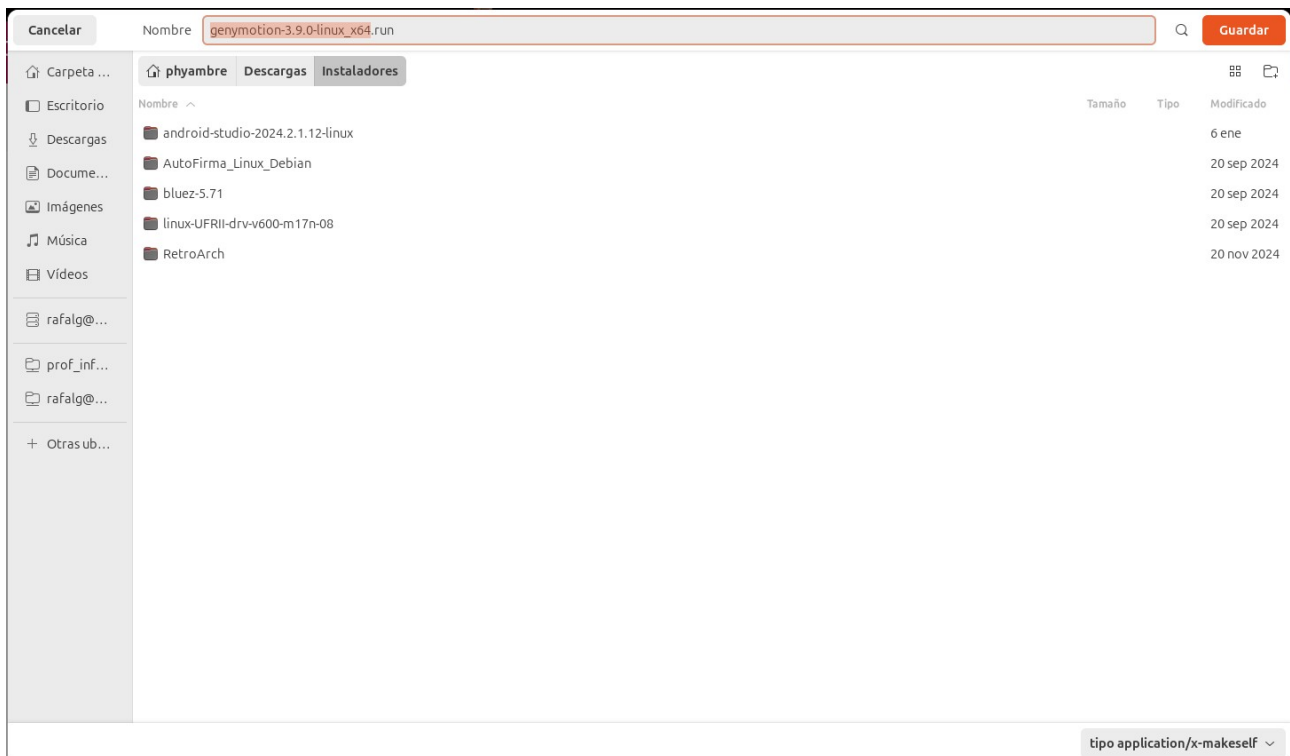 Cancelar
Nombre genymotion-3.9.0-linux_x64.run
Guardar
Carpeta ...
Escritorio
Descargas
Docume...
Imágenes
Música
Vídeos
rafalg@...
prof_inf...
rafalg@...
+ Otras ub...
phyambre Descargas Instaladores
Nombre Tamaño Tipo Modificado
android-studio-2024.2.1.12-linux 6 ene
AutoFirma_Linux_Debian 20 sep 2024
bluez-5.71 20 sep 2024
linux-UFRII-drv-v600-m17n-08 20 sep 2024
RetroArch 20 nov 2024
tipo application/x-makeself